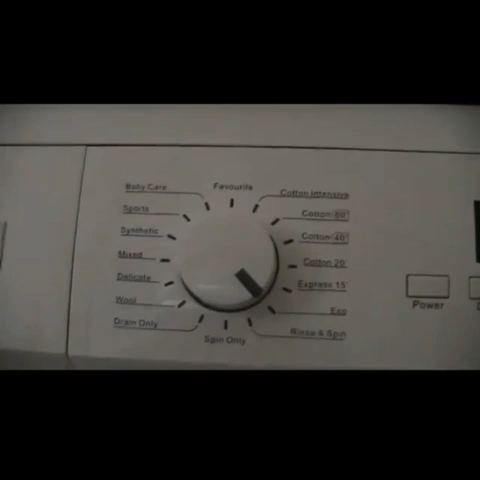 Favourite
Baby Care
Cotton Intensive
Sports
Cotton 60°
Synthetic
Cotton 40°
Mixed
Cotton 20°
Delicate
Express 15'
Wool
Eco
Power
Drain Only
Rinse & Spin
Spin Only